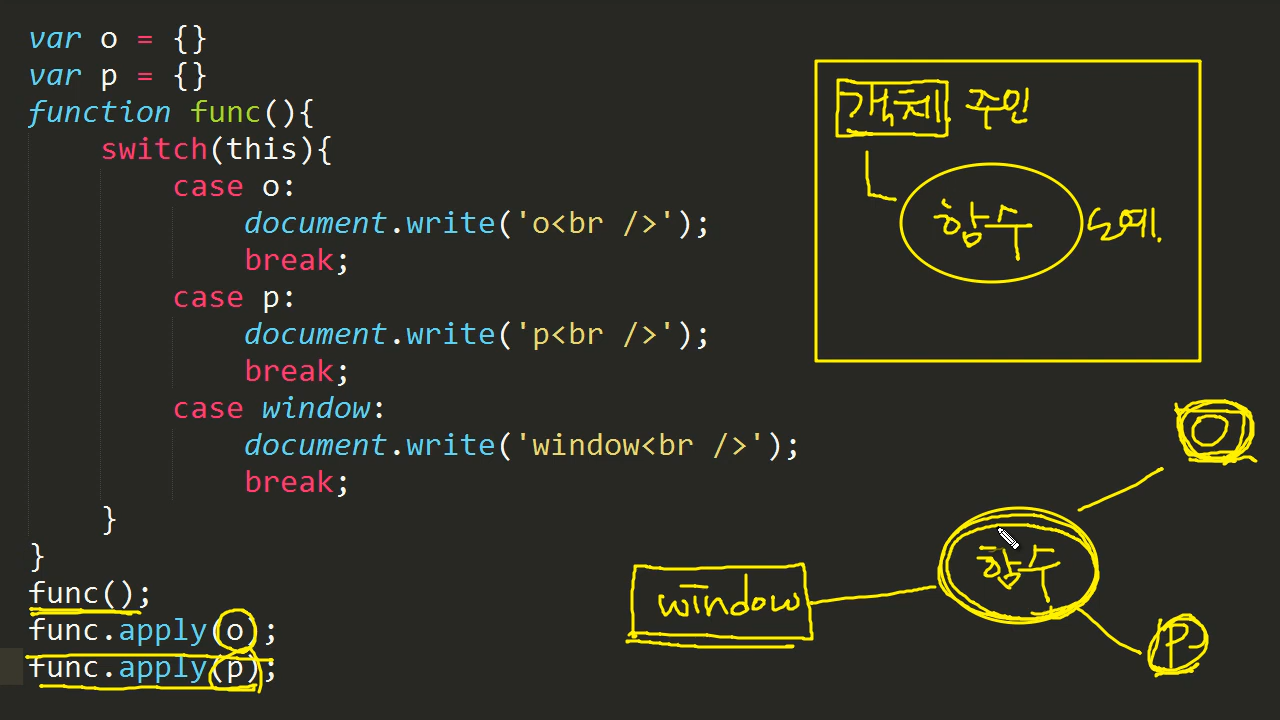 var o = {}
var p = {}
function func(){
    switch(this){
        case o:
            document.write('o<br />');
            break;
        case p:
            document.write('p<br />');
            break;
        case window:
            document.write('window<br />');
            break;
    }
}
func();
func.apply(o);
func.apply(p);
객체 주인
함수 노예.
O
함수
window
P